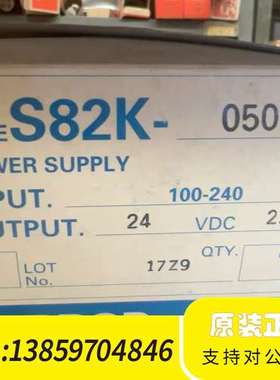 S82K- 050
WER SUPPLY
PUT. 100-240
UTPUT. 24 VDC 2.
LOT No. 17Z9 QTY.
原装正
:13859704846 支持对公